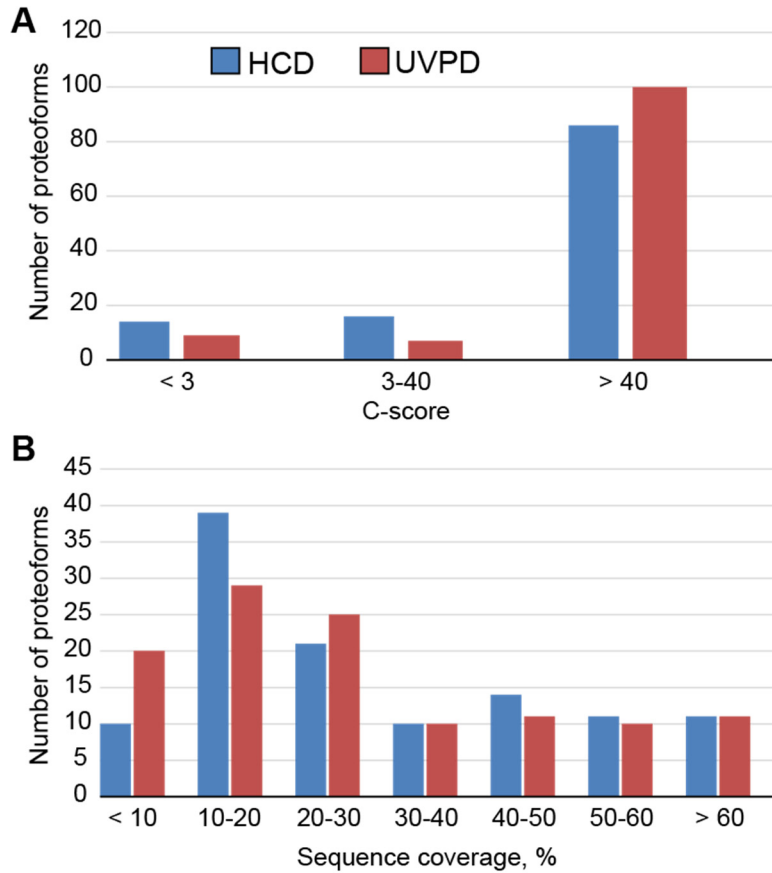 A
120
HCD UVPD
100
80
60
40
20
0
Number of proteoforms
< 3 3-40 > 40
C-score
B
45
40
35
30
25
20
15
10
5
0
Number of proteoforms
< 10 10-20 20-30 30-40 40-50 50-60 > 60
Sequence coverage, %